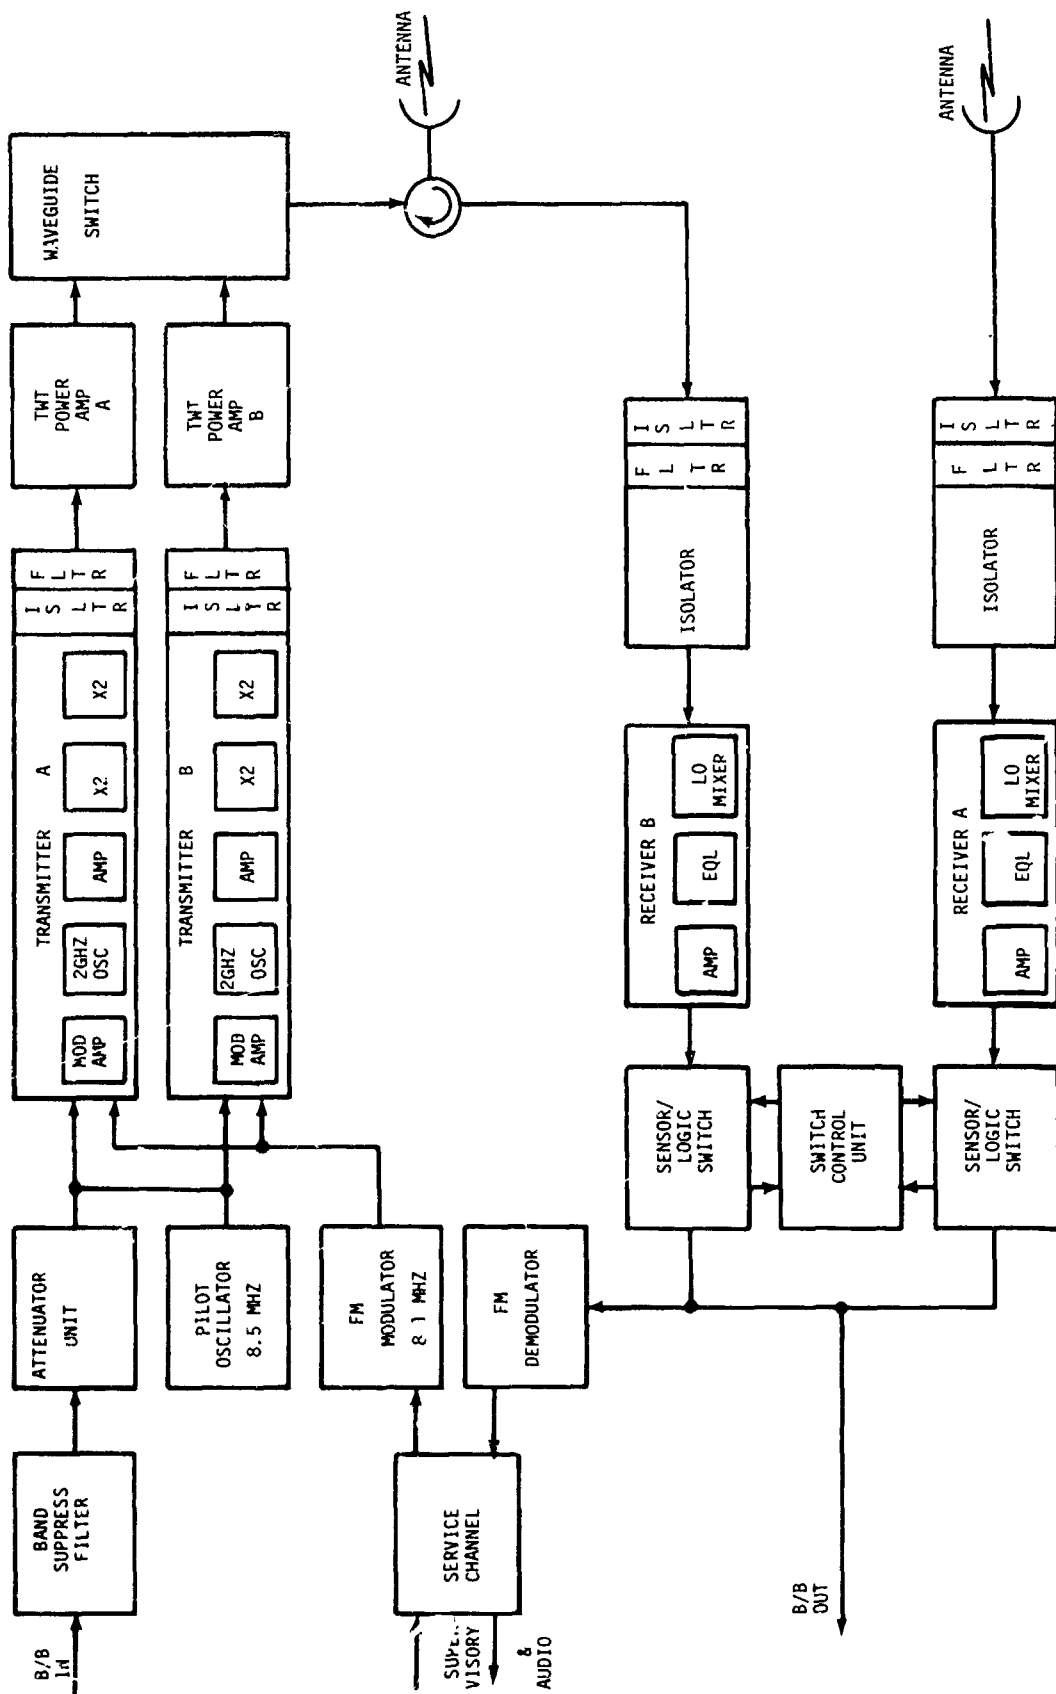 B/B
IN
BAND
SUPPRESS
FILTER
ATTENUATOR
UNIT
TRANSMITTER A
MOD
AMP
2GHZ
OSC
AMP
X2
X2
I S L T R
F L T R
TWT
POWER
AMP
A
WAVEGUIDE
SWITCH
PILOT
OSCILLATOR
8.5 MHZ
TRANSMITTER B
MOD
AMP
2GHZ
OSC
AMP
X2
X2
I S L T R
F L T R
TWT
POWER
AMP
B
ANTENNA
FM
MODULATOR
8 1 MHZ
SERVICE
CHANNEL
VISORY
&
AUDIO
FM
DEMODULATOR
SENSOR/
LOGIC
SWITCH
RECEIVER B
AMP
EQL
LO
MIXER
ISOLATOR
F L T R
I S L T R
SWITCH
CONTROL
UNIT
B/B
OUT
SENSOR/
LOGIC
SWITCH
RECEIVER A
AMP
EQL
LO
MIXER
ISOLATOR
F L T R
I S L T R
ANTENNA